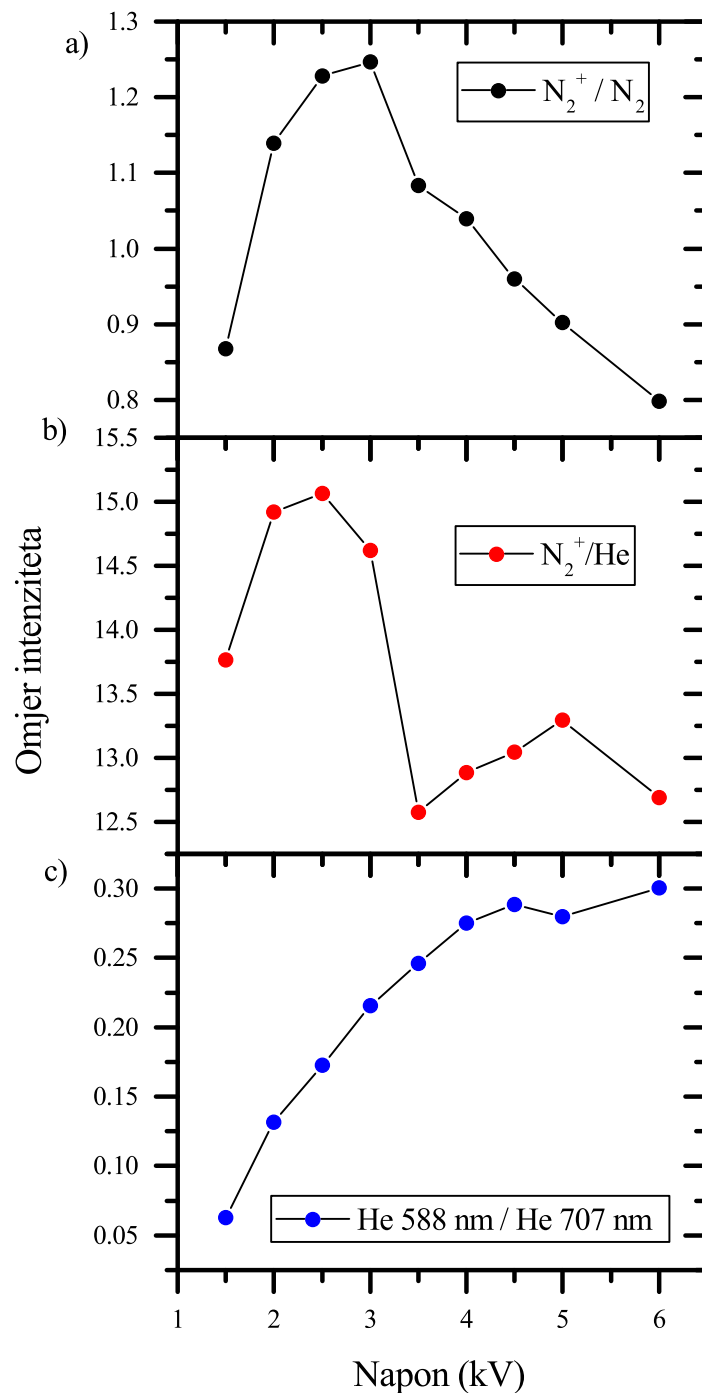 a)
1.3
1.2
1.1
1.0
0.9
0.8
N₂⁺ / N₂
b)
15.5
15.0
14.5
14.0
13.5
13.0
12.5
N₂⁺/He
Omjer intenziteta
c)
0.30
0.25
0.20
0.15
0.10
0.05
He 588 nm / He 707 nm
1 2 3 4 5 6
Napon (kV)